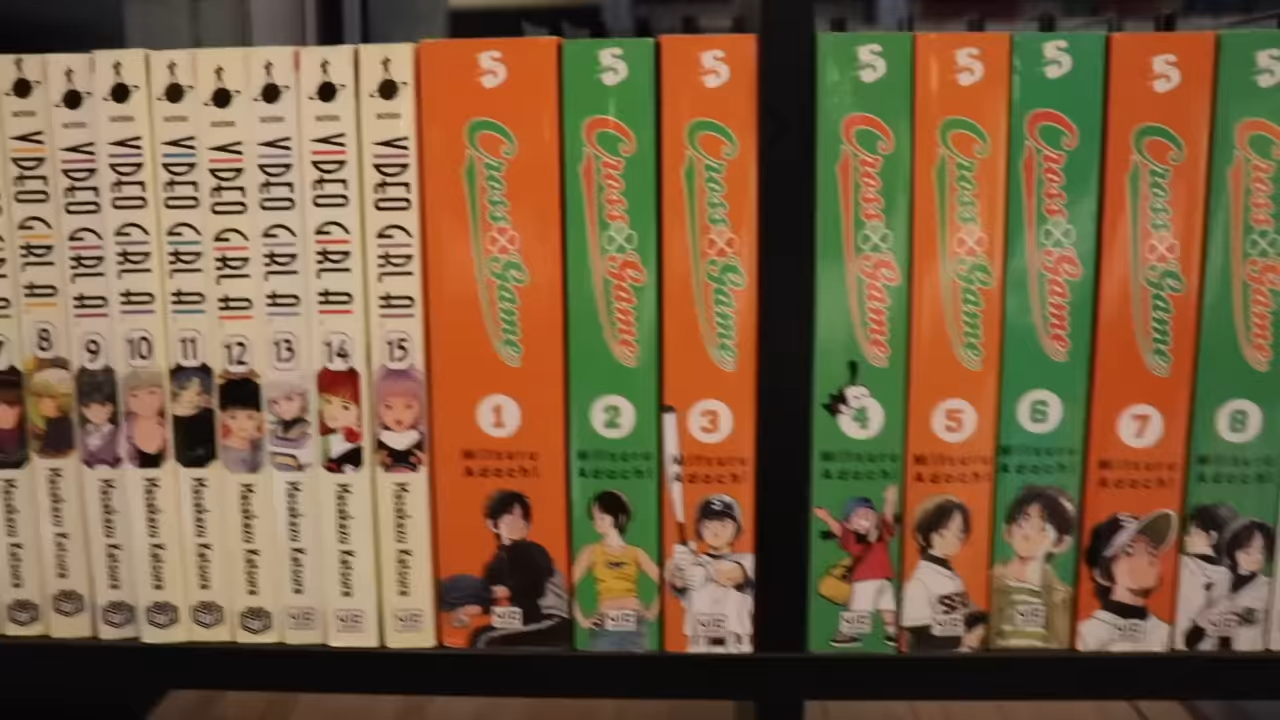 VIDEO GIRL AI
8
Masakazu Katsura
VIDEO GIRL AI
9
Masakazu Katsura
VIDEO GIRL AI
10
Masakazu Katsura
VIDEO GIRL AI
11
Masakazu Katsura
VIDEO GIRL AI
12
Masakazu Katsura
VIDEO GIRL AI
13
Masakazu Katsura
VIDEO GIRL AI
14
Masakazu Katsura
VIDEO GIRL AI
15
Masakazu Katsura
S
Cross Game
1
Mitsuru
Adachi
S
Cross Game
2
Mitsuru
Adachi
S
Cross Game
3
Mitsuru
Adachi
S
Cross Game
4
Mitsuru
Adachi
S
Cross Game
5
Mitsuru
Adachi
S
Cross Game
6
Mitsuru
Adachi
S
Cross Game
7
Mitsuru
Adachi
S
Cross Game
8
Mitsuru
Adachi